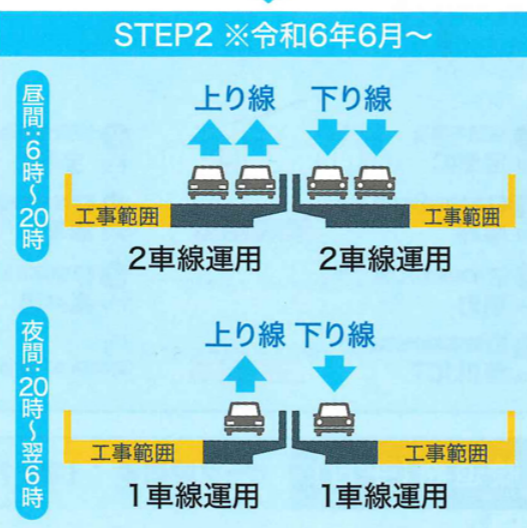 STEP2 ※令和6年6月〜
昼間：6時〜20時
上り線 下り線
工事範囲 工事範囲
2車線運用 2車線運用
夜間：20時〜翌6時
上り線 下り線
工事範囲 工事範囲
1車線運用 1車線運用